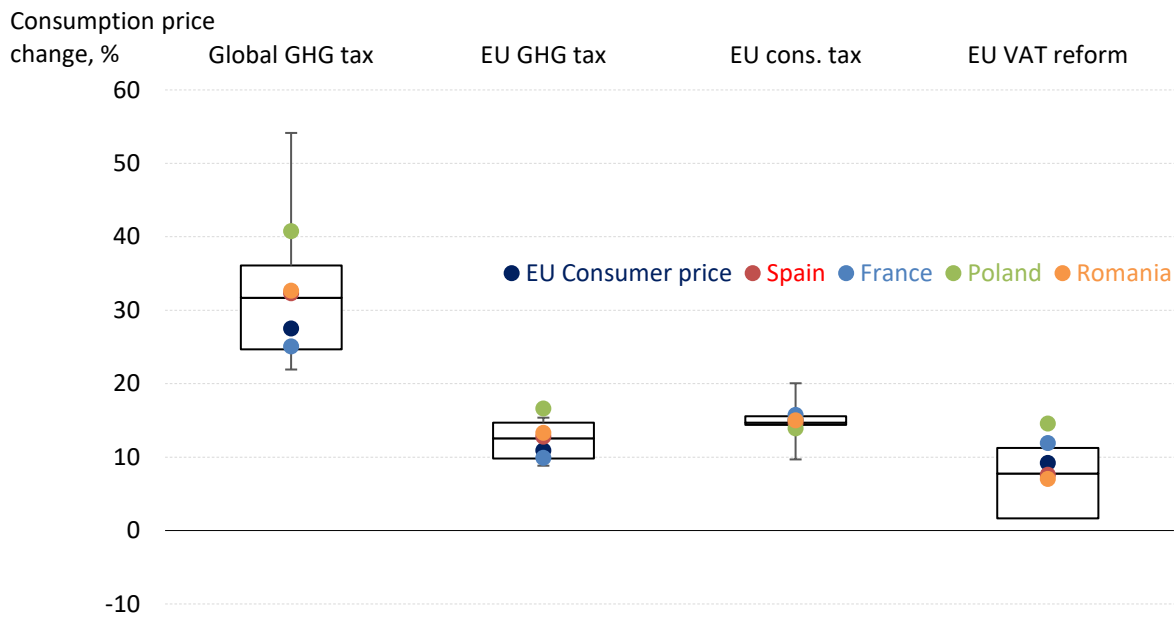 Consumption price
change, %
Global GHG tax
EU GHG tax
EU cons. tax
EU VAT reform
60
50
40
EU Consumer price
Spain
France
Poland
Romania
30
20
10
0
-10